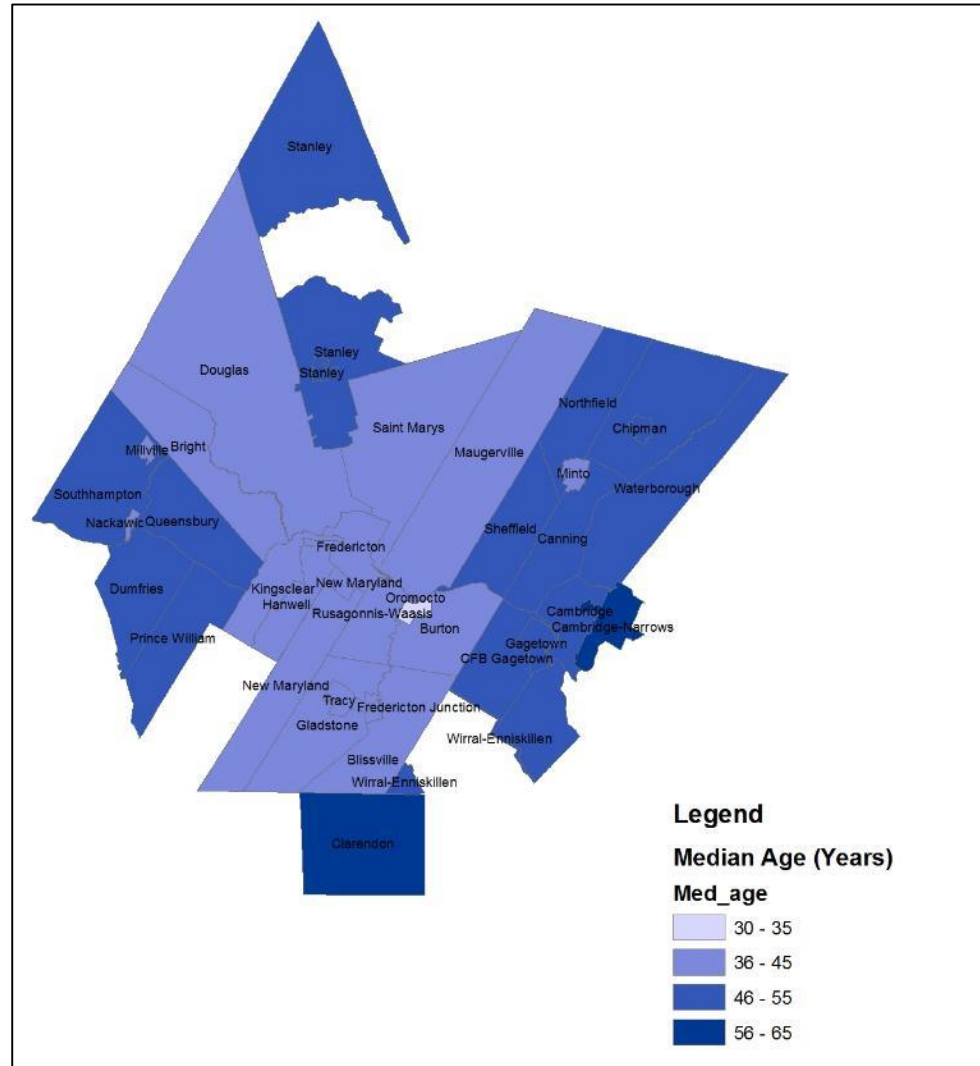 Stanley
Stanley
Stanley
Douglas
Saint Marys
Northfield
Chipman
Maugerville
Millville
Bright
Minto
Waterborough
Southhampton
Nackawic
Queensbury
Sheffield
Canning
Fredericton
Dumfries
Kingsclear
New Maryland
Hanwell
Oromocto
Rusagonnis-Waasis
Cambridge
Cambridge-Narrows
Burton
Prince William
Gagetown
CFB Gagetown
New Maryland
Tracy
Fredericton Junction
Gladstone
Wirral-Enniskillen
Blissville
Wirral-Enniskillen
Clarendon
Legend
Median Age (Years)
Med_age
30 - 35
36 - 45
46 - 55
56 - 65